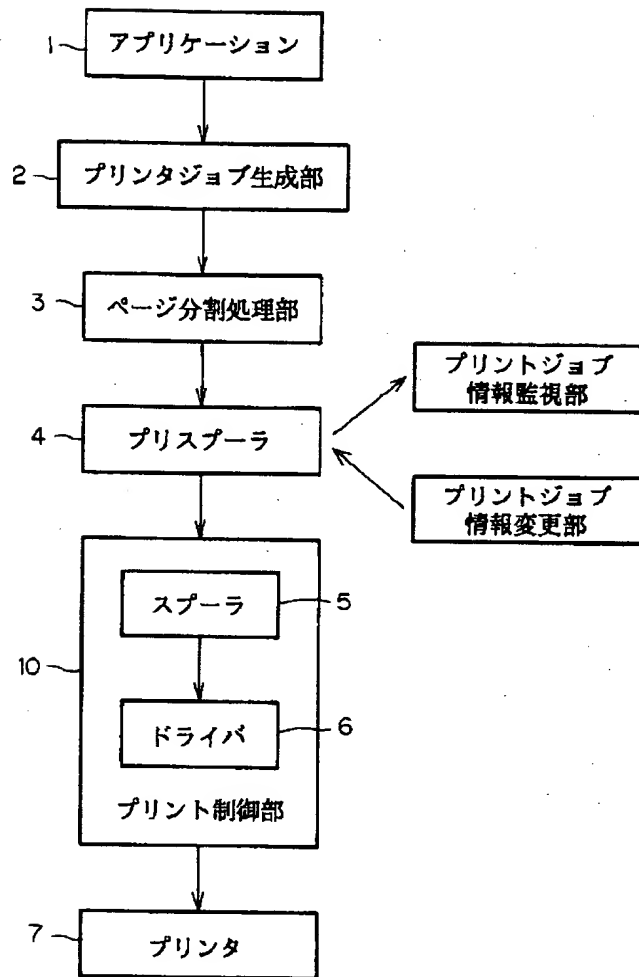 1
アプリケーション
2
プリンタジョブ生成部
3
ページ分割処理部
プリントジョブ
情報監視部
4
プリスプーラ
プリントジョブ
情報変更部
スプーラ
5
10
ドライバ
6
プリント制御部
7
プリンタ